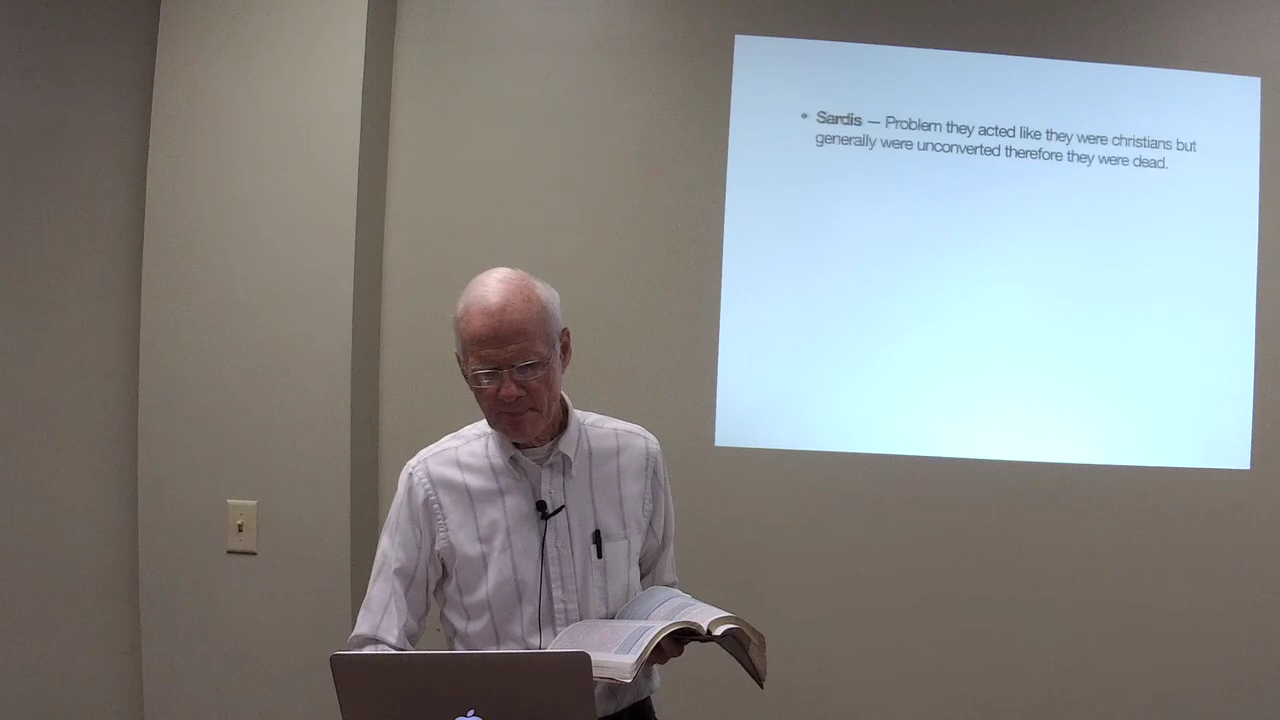 • Sardis — Problem they acted like they were christians but
generally were unconverted therefore they were dead.